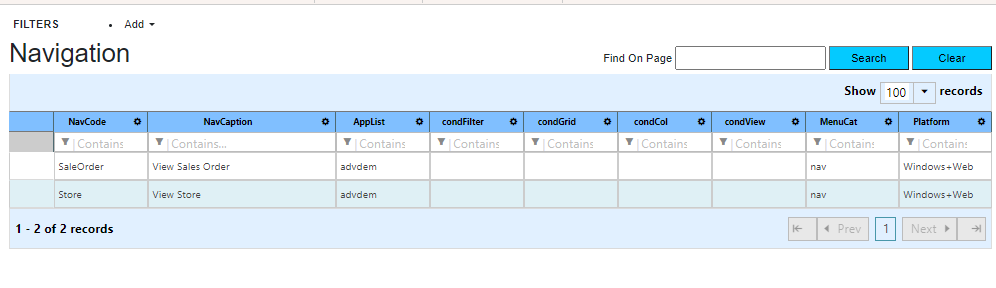 FILTERS • Add
Navigation
Find On Page Search Clear
Show 100 records
NavCode NavCaption AppList condFilter condGrid condCol condView MenuCat Platform
Contains Contains... Contains Contains Contains Contains Contains Contains Contains
SaleOrder View Sales Order advdem nav Windows+Web
Store View Store advdem nav Windows+Web
1 - 2 of 2 records Prev 1 Next